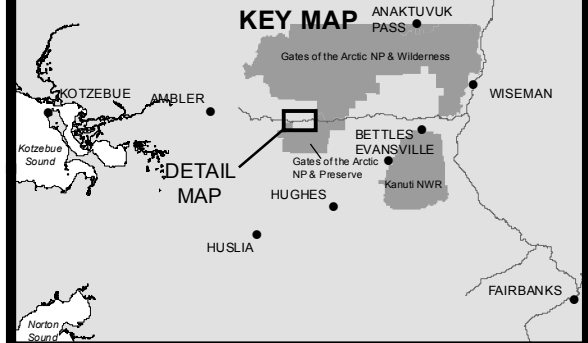 KEY MAP
ANAKTUVUK
PASS
Gates of the Arctic NP & Wilderness
KOTZEBUE
AMBLER
WISEMAN
Kotzebue
Sound
BETTLES
EVANSVILLE
DETAIL
MAP
Gates of the Arctic
NP & Preserve
Kanuti NWR
HUGHES
HUSLIA
FAIRBANKS
Norton
Sound